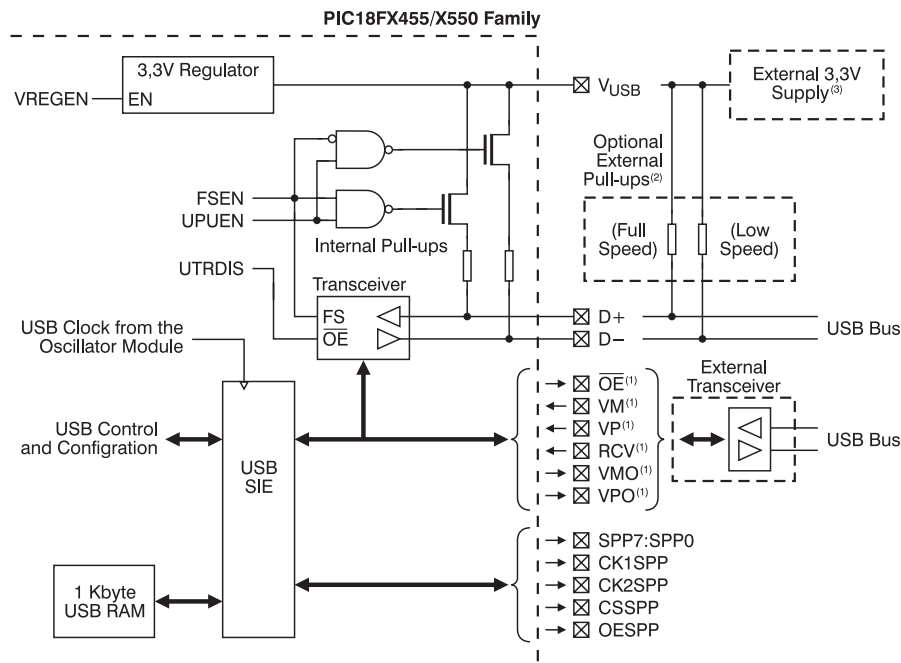 PIC18FX455/X550 Family
3,3V Regulator
VREGEN
EN
VUSB
External 3,3V
Supply(3)
Optional
External
Pull-ups(2)
FSEN
UPUEN
Internal Pull-ups
(Full
Speed)
(Low
Speed)
UTRDIS
Transceiver
FS
OE
D+
D−
USB Bus
USB Clock from the
Oscillator Module
External
Transceiver
OE(1)
VM(1)
VP(1)
RCV(1)
VMO(1)
VPO(1)
USB Bus
USB Control
and Configration
USB
SIE
SPP7:SPP0
CK1SPP
CK2SPP
CSSPP
OESPP
1 Kbyte
USB RAM